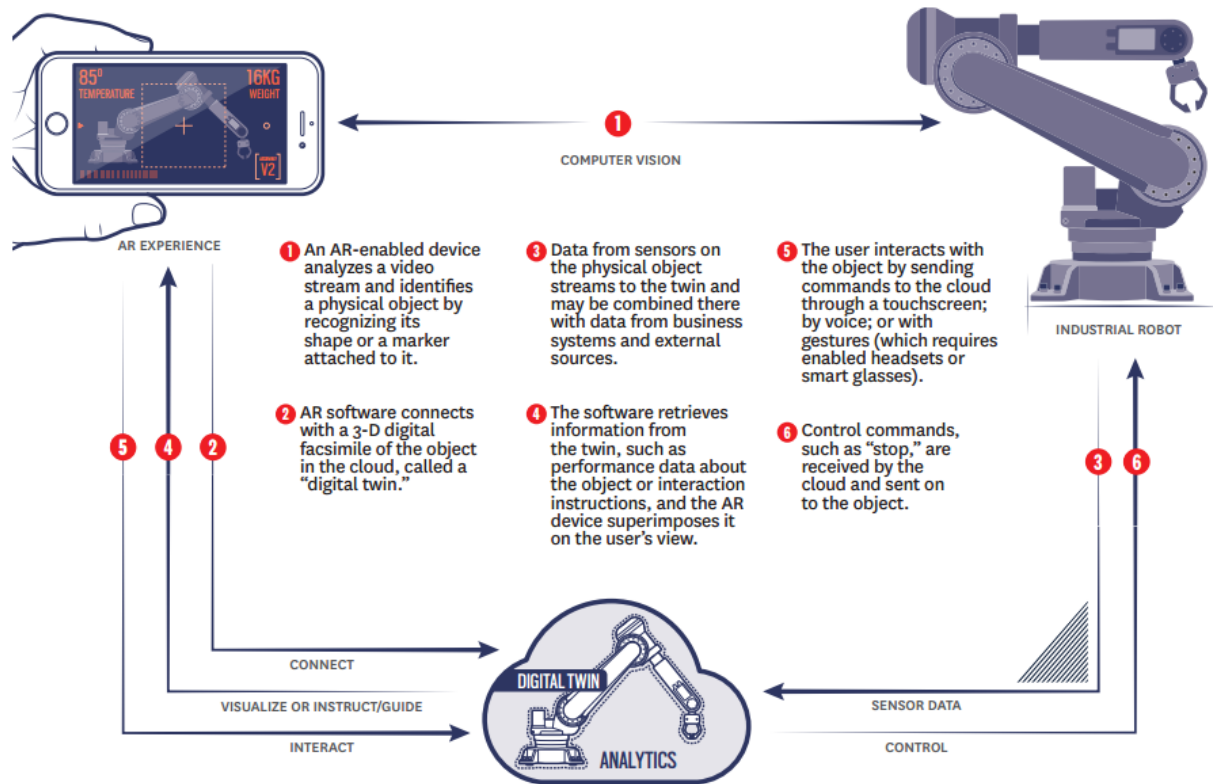 85⁰
TEMPERATURE
16KG
WEIGHT
V2
1
COMPUTER VISION
AR EXPERIENCE
INDUSTRIAL ROBOT
1 An AR-enabled device
analyzes a video
stream and identifies
a physical object by
recognizing its
shape or a marker
attached to it.
2 AR software connects
with a 3-D digital
facsimile of the object
in the cloud, called a
“digital twin.”
3 Data from sensors on
the physical object
streams to the twin and
may be combined there
with data from business
systems and external
sources.
4 The software retrieves
information from
the twin, such as
performance data about
the object or interaction
instructions, and the AR
device superimposes it
on the user’s view.
5 The user interacts with
the object by sending
commands to the cloud
through a touchscreen;
by voice; or with
gestures (which requires
enabled headsets or
smart glasses).
6 Control commands,
such as “stop,” are
received by the
cloud and sent on
to the object.
5
4
2
3
6
CONNECT
VISUALIZE OR INSTRUCT/GUIDE
INTERACT
DIGITAL TWIN
ANALYTICS
SENSOR DATA
CONTROL